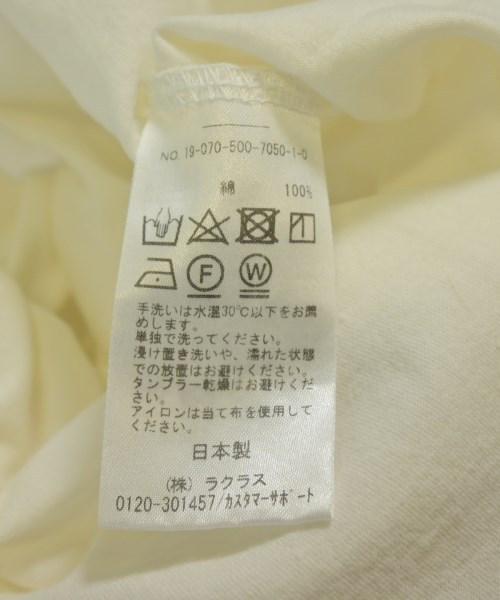 NO. 19-070-500-7050-1-0
綿 100%
F W
手洗いは水温30℃以下をお薦
めします。
単独で洗ってください。
浸け置き洗いや、濡れた状態
での放置はお避けください。
タンブラー乾燥はお避けくだ
さい。
アイロンは当て布を使用して
ください。
日本製
(株) ラクラス
0120-301457/カスタマーサポート